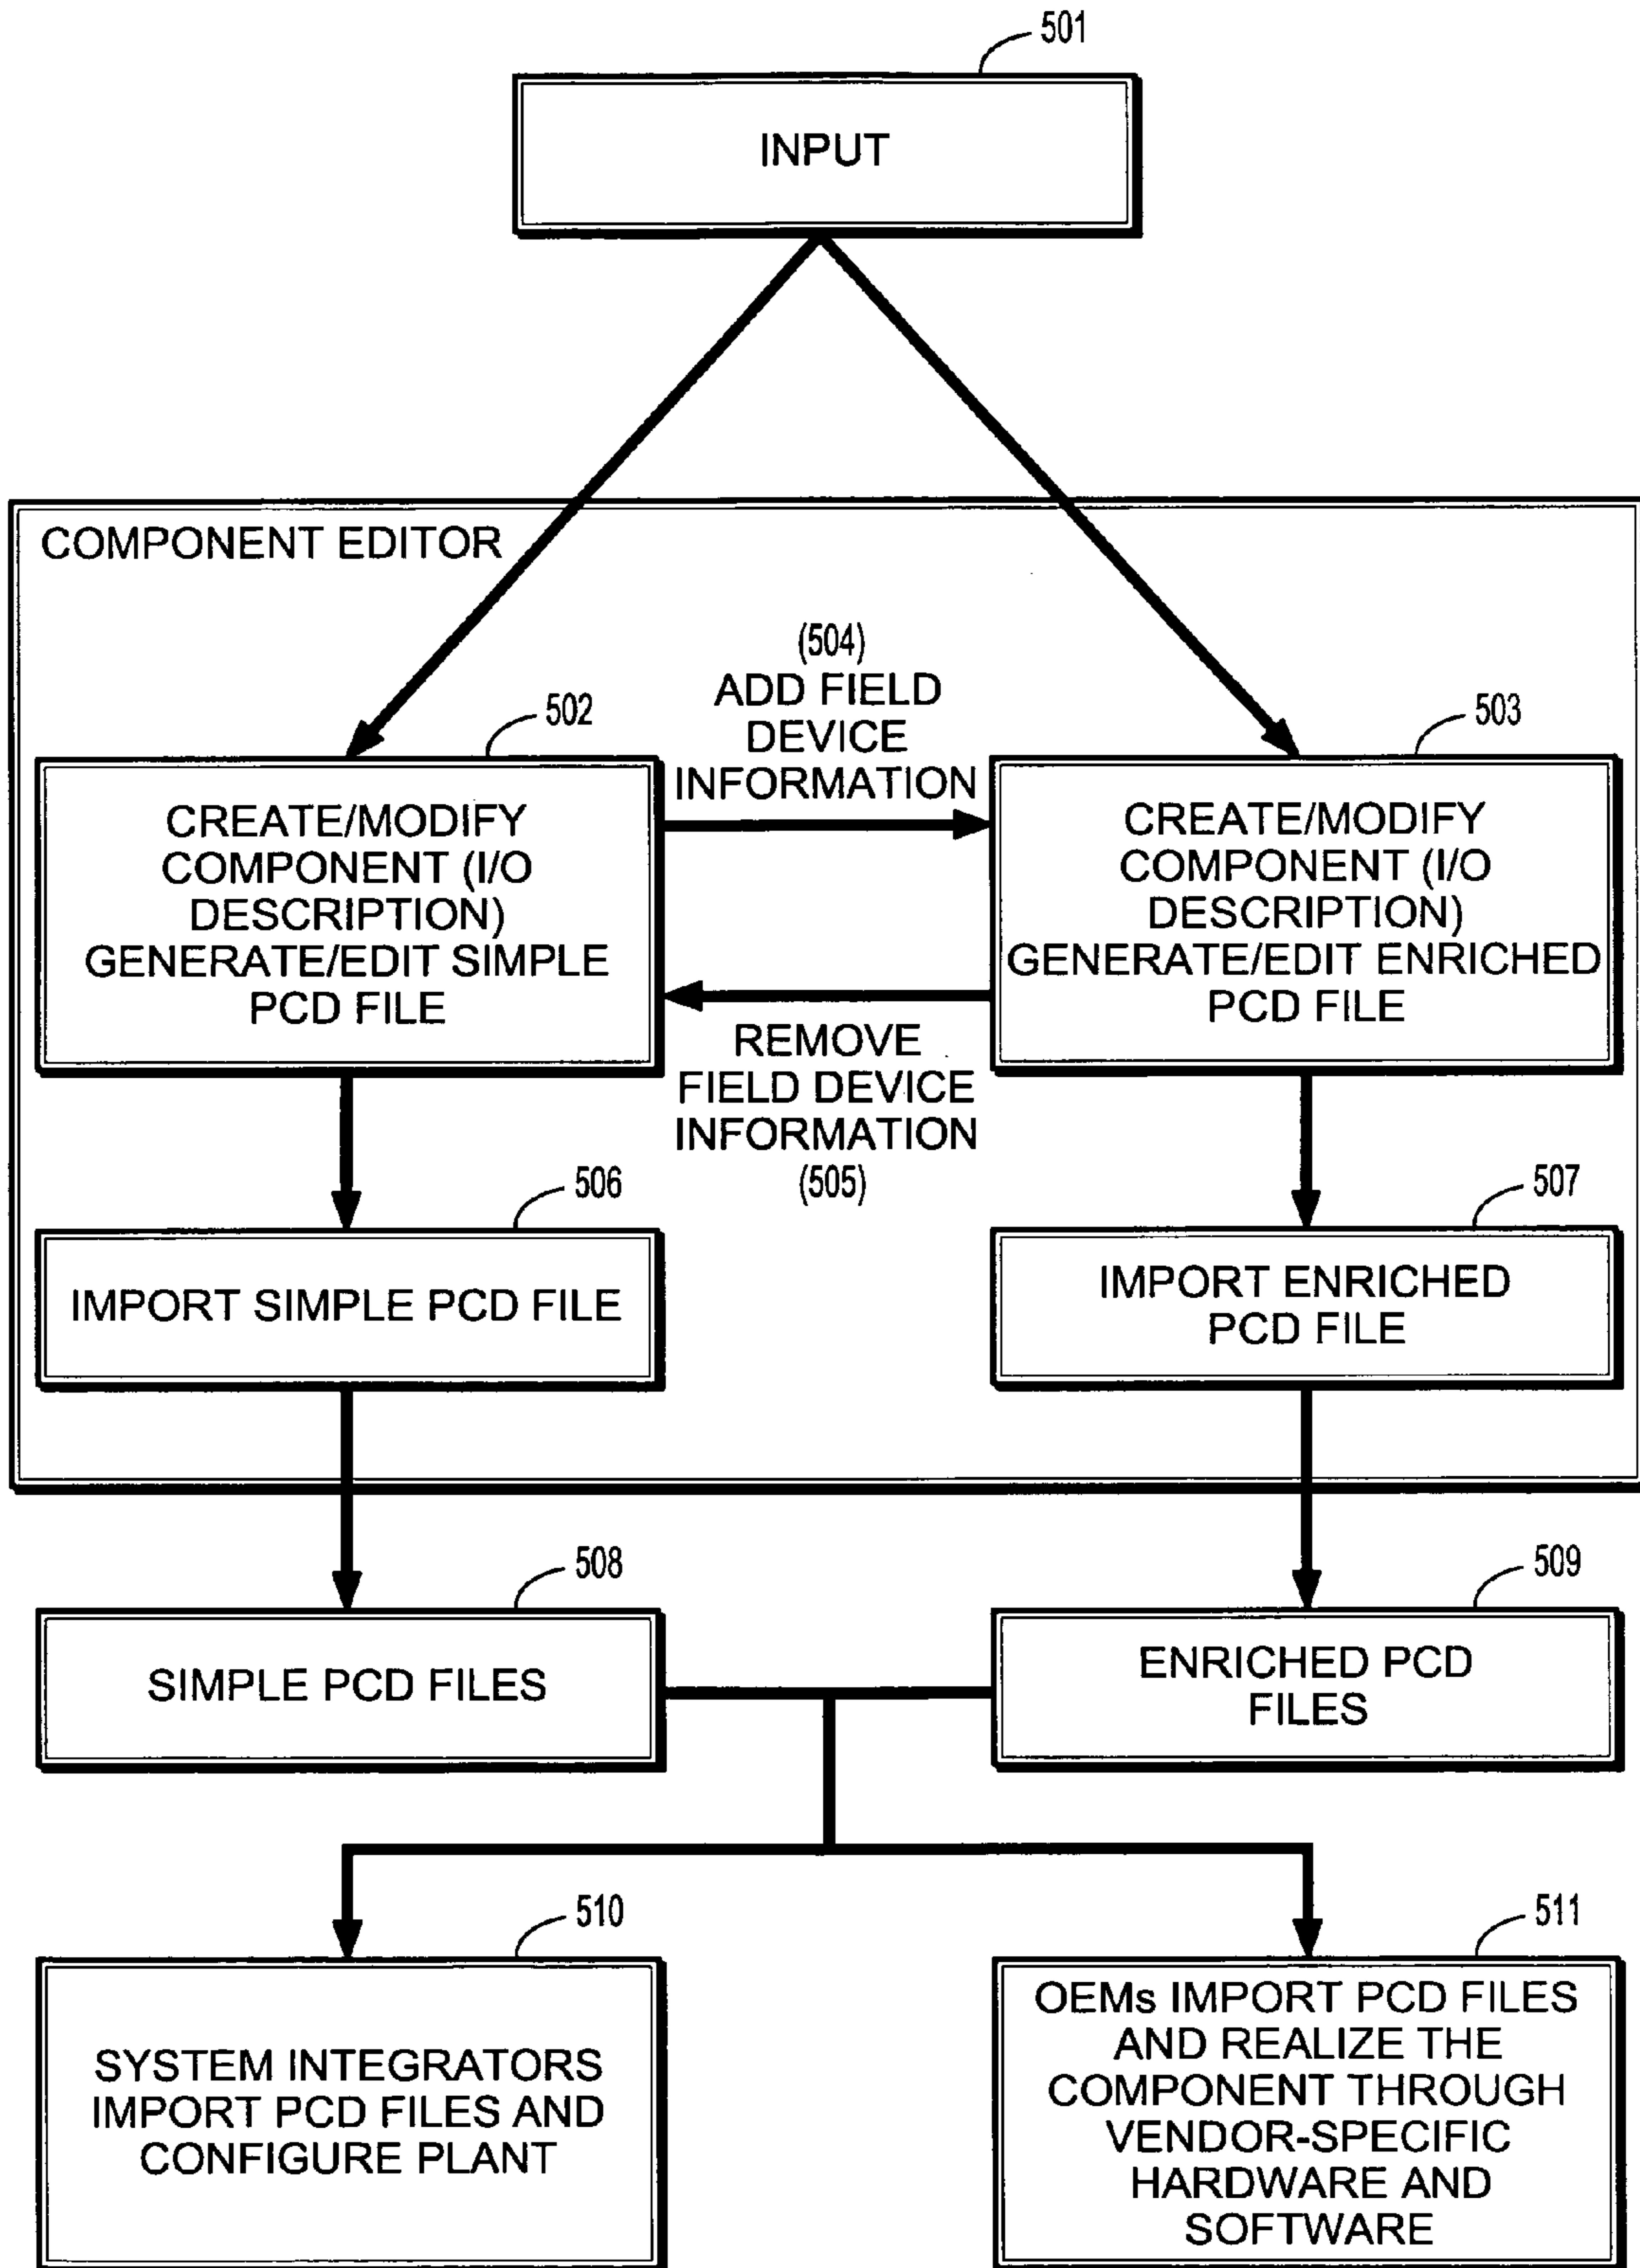 501
INPUT
COMPONENT EDITOR
(504)
ADD FIELD
DEVICE
INFORMATION
502
CREATE/MODIFY
COMPONENT (I/O
DESCRIPTION)
GENERATE/EDIT SIMPLE
PCD FILE
503
CREATE/MODIFY
COMPONENT (I/O
DESCRIPTION)
GENERATE/EDIT ENRICHED
PCD FILE
REMOVE
FIELD DEVICE
INFORMATION
(505)
506
IMPORT SIMPLE PCD FILE
507
IMPORT ENRICHED
PCD FILE
508
SIMPLE PCD FILES
509
ENRICHED PCD
FILES
510
SYSTEM INTEGRATORS
IMPORT PCD FILES AND
CONFIGURE PLANT
511
OEMs IMPORT PCD FILES
AND REALIZE THE
COMPONENT THROUGH
VENDOR-SPECIFIC
HARDWARE AND
SOFTWARE